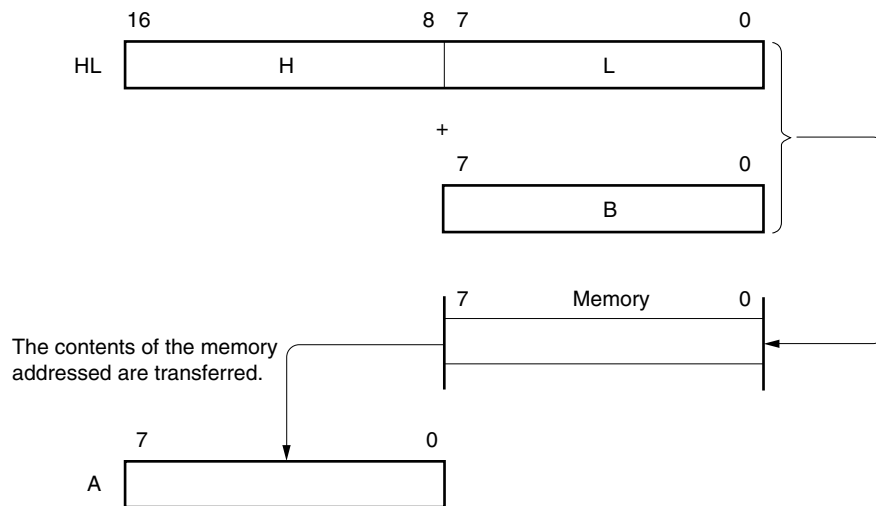 16 8 7 0
HL H L
+
7 0
B
7 Memory 0
The contents of the memory
addressed are transferred.
7 0
A